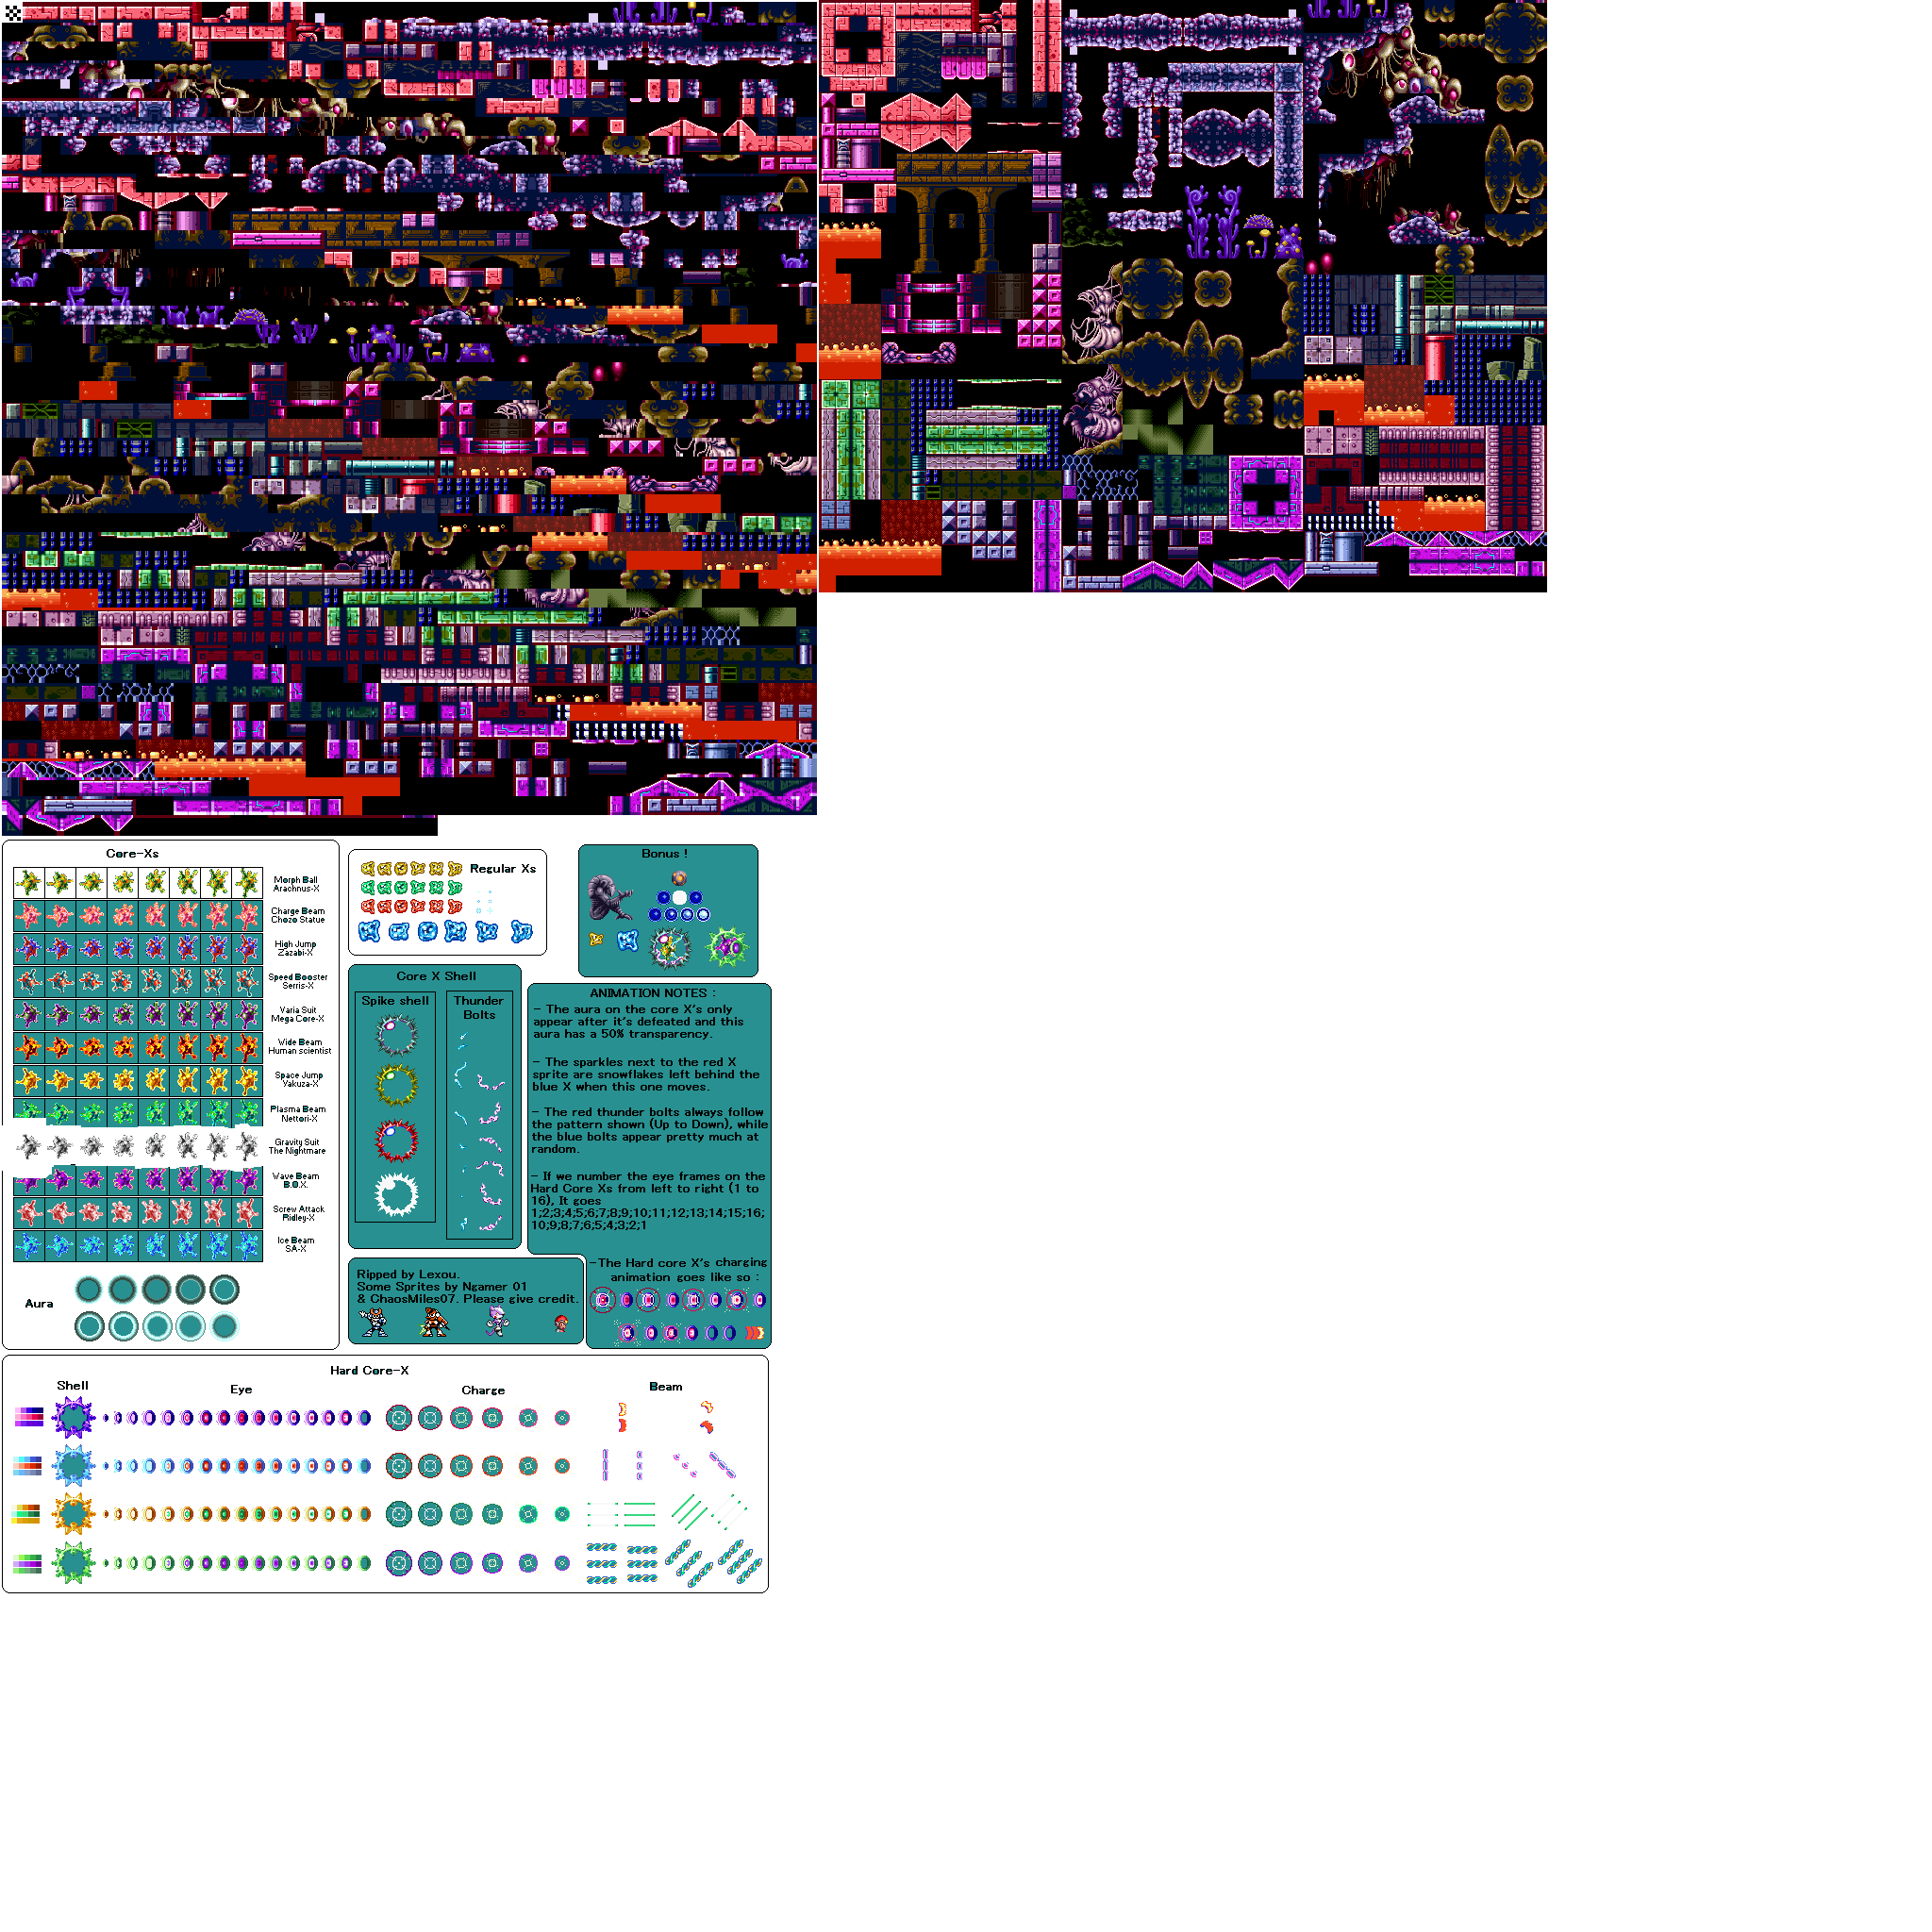 Core-Xs
Morph Ball
Arachnus-X
Charge Beam
Chozo Statue
High Jump
Zazabi-X
Speed Booster
Serris-X
Varia Suit
Mega Core-X
Wide Beam
Human scientist
Space Jump
Yakuza-X
Plasma Beam
Nettori-X
Gravity Suit
The Nightmare
Wave Beam
B.O.X.
Screw Attack
Ridley-X
Ice Beam
SA-X
Aura
Regular Xs
Core X Shell
Spike shell
Thunder
Bolts
Bonus !
ANIMATION NOTES :
- The aura on the core X's only
appear after it's defeated and this
aura has a 50% transparency.
- The sparkles next to the red X
sprite are snowflakes left behind the
blue X when this one moves.
- The red thunder bolts always follow
the pattern shown (Up to Down), while
the blue bolts appear pretty much at
random.
- If we number the eye frames on the
Hard Core Xs from left to right (1 to
16), It goes
1;2;3;4;5;6;7;8;9;10;11;12;13;14;15;16;
10;9;8;7;6;5;4;3;2;1
-The Hard core X's charging
animation goes like so :
Ripped by Lexou.
Some Sprites by Ngamer 01
& ChaosMiles07. Please give credit.
Hard Core-X
Shell
Eye
Charge
Beam